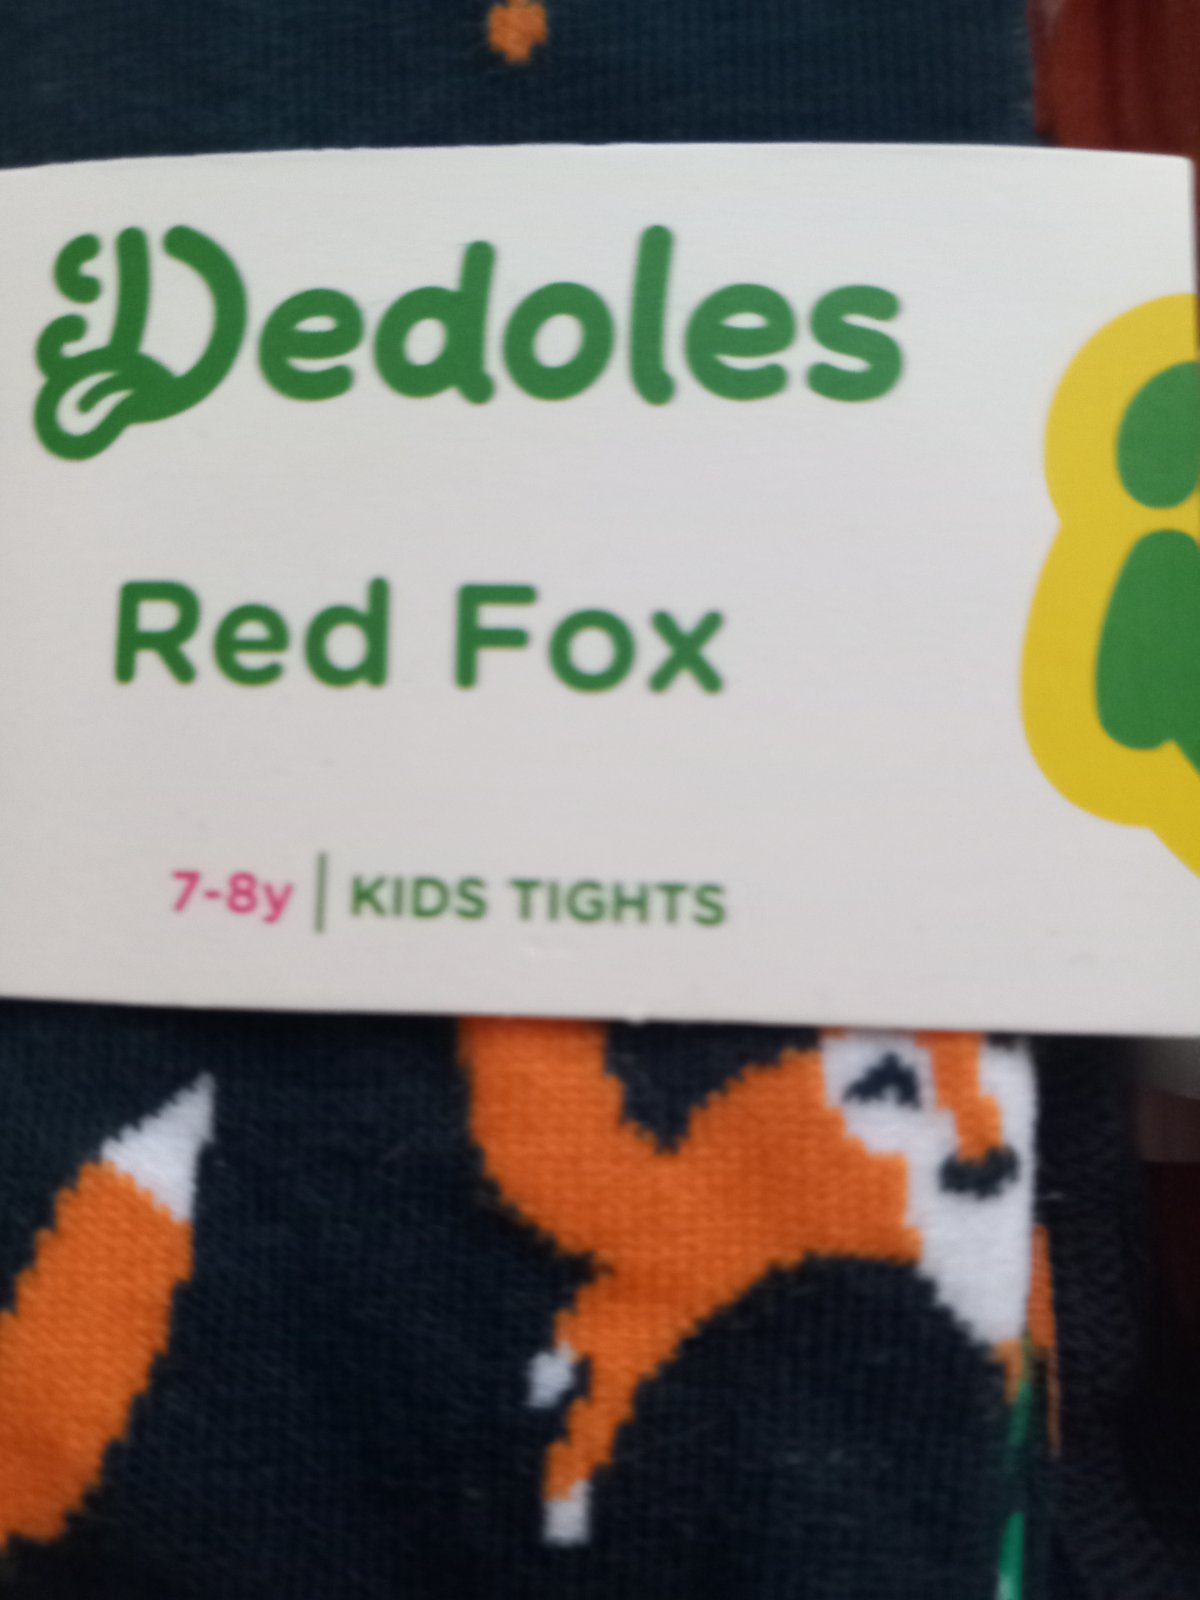 Dedoles
Red Fox
7-8y | KIDS TIGHTS